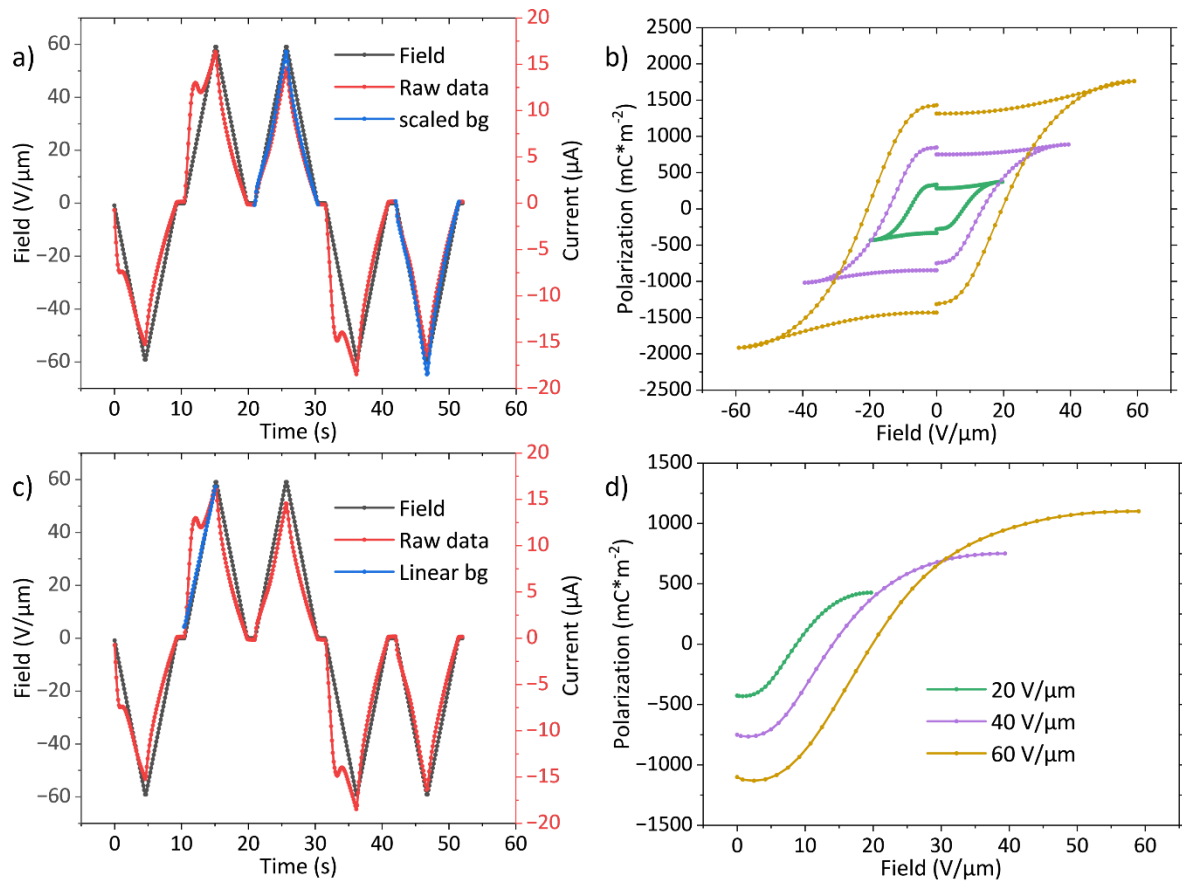 a)
Field (V/μm)
60
40
20
0
−20
−40
−60
Field
Raw data
scaled bg
20
15
10
5
0
−5
−10
−15
−20
Current (μA)
0 10 20 30 40 50 60
Time (s)
b)
Polarization (mC*m⁻²)
2500
2000
1500
1000
500
0
−500
−1000
−1500
−2000
−2500
−60 −40 −20 0 20 40 60
Field (V/μm)
c)
Field (V/μm)
60
40
20
0
−20
−40
−60
Field
Raw data
Linear bg
20
15
10
5
0
−5
−10
−15
−20
Current (μA)
0 10 20 30 40 50 60
Time (s)
d)
Polarization (mC*m⁻²)
1500
1000
500
0
−500
−1000
−1500
20 V/μm
40 V/μm
60 V/μm
0 10 20 30 40 50 60
Field (V/μm)